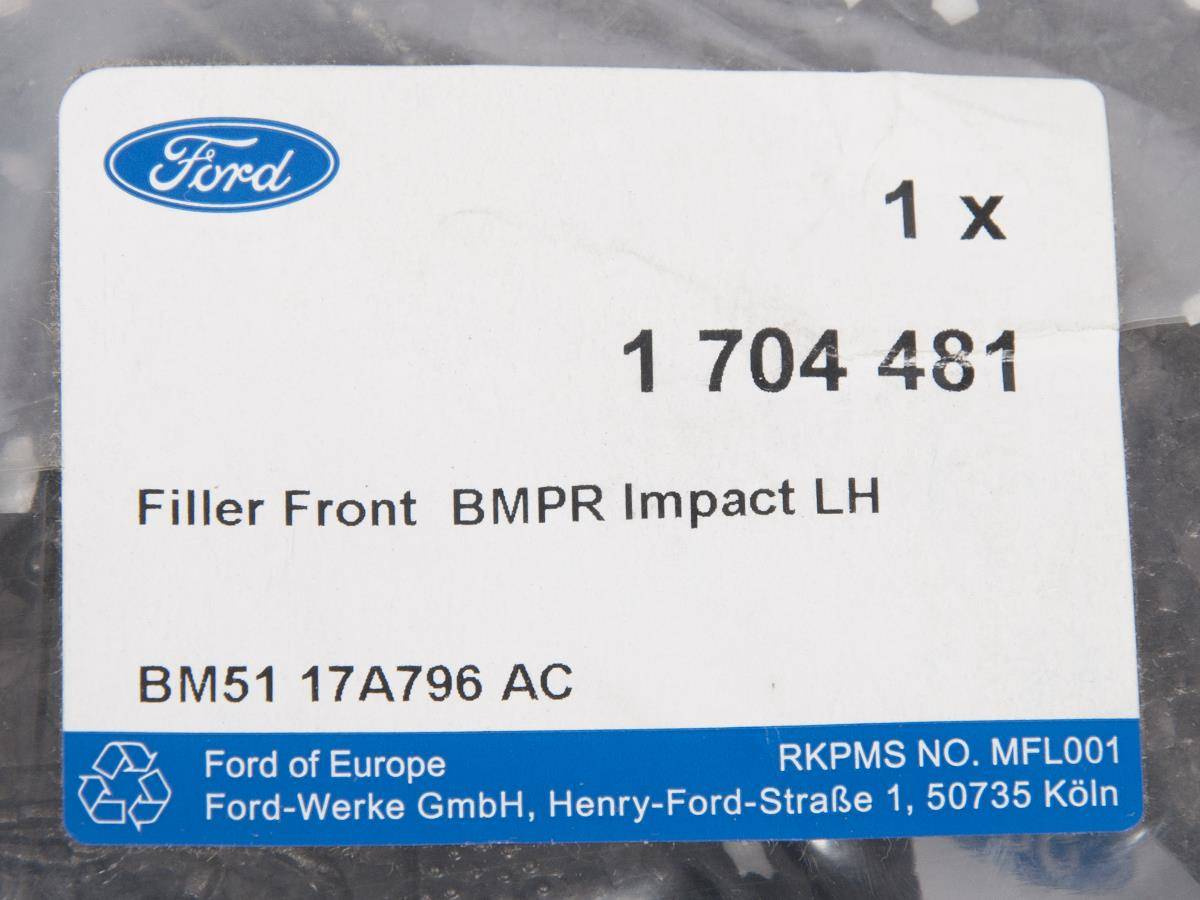 Ford
1 x
1 704 481
Filler Front BMPR Impact LH
BM51 17A796 AC
Ford of Europe
RKPMS NO. MFL001
Ford-Werke GmbH, Henry-Ford-Straße 1, 50735 Köln